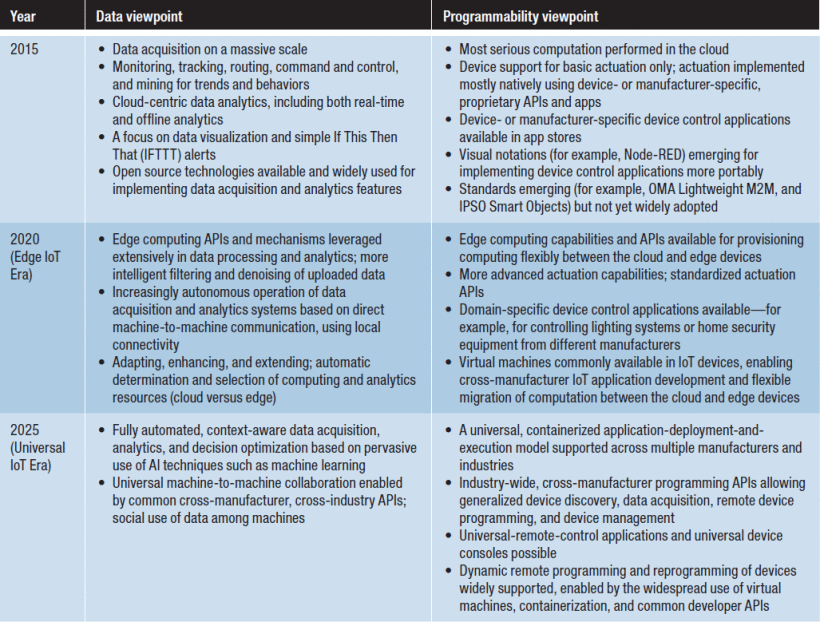 Year
Data viewpoint
Programmability viewpoint
2015
• Data acquisition on a massive scale
• Monitoring, tracking, routing, command and control,
and mining for trends and behaviors
• Cloud-centric data analytics, including both real-time
and offline analytics
• A focus on data visualization and simple If This Then
That (IFTTT) alerts
• Open source technologies available and widely used for
implementing data acquisition and analytics features
• Most serious computation performed in the cloud
• Device support for basic actuation only; actuation implemented
mostly natively using device- or manufacturer-specific,
proprietary APIs and apps
• Device- or manufacturer-specific device control applications
available in app stores
• Visual notations (for example, Node-RED) emerging for
implementing device control applications more portably
• Standards emerging (for example, OMA Lightweight M2M, and
IPSO Smart Objects) but not yet widely adopted
2020
(Edge IoT
Era)
• Edge computing APIs and mechanisms leveraged
extensively in data processing and analytics; more
intelligent filtering and denoising of uploaded data
• Increasingly autonomous operation of data
acquisition and analytics systems based on direct
machine-to-machine communication, using local
connectivity
• Adapting, enhancing, and extending; automatic
determination and selection of computing and analytics
resources (cloud versus edge)
• Edge computing capabilities and APIs available for provisioning
computing flexibly between the cloud and edge devices
• More advanced actuation capabilities; standardized actuation
APIs
• Domain-specific device control applications available—for
example, for controlling lighting systems or home security
equipment from different manufacturers
• Virtual machines commonly available in IoT devices, enabling
cross-manufacturer IoT application development and flexible
migration of computation between the cloud and edge devices
2025
(Universal
IoT Era)
• Fully automated, context-aware data acquisition,
analytics, and decision optimization based on pervasive
use of AI techniques such as machine learning
• Universal machine-to-machine collaboration enabled
by common cross-manufacturer, cross-industry APIs;
social use of data among machines
• A universal, containerized application-deployment-and-
execution model supported across multiple manufacturers and
industries
• Industry-wide, cross-manufacturer programming APIs allowing
generalized device discovery, data acquisition, remote device
programming, and device management
• Universal-remote-control applications and universal device
consoles possible
• Dynamic remote programming and reprogramming of devices
widely supported, enabled by the widespread use of virtual
machines, containerization, and common developer APIs